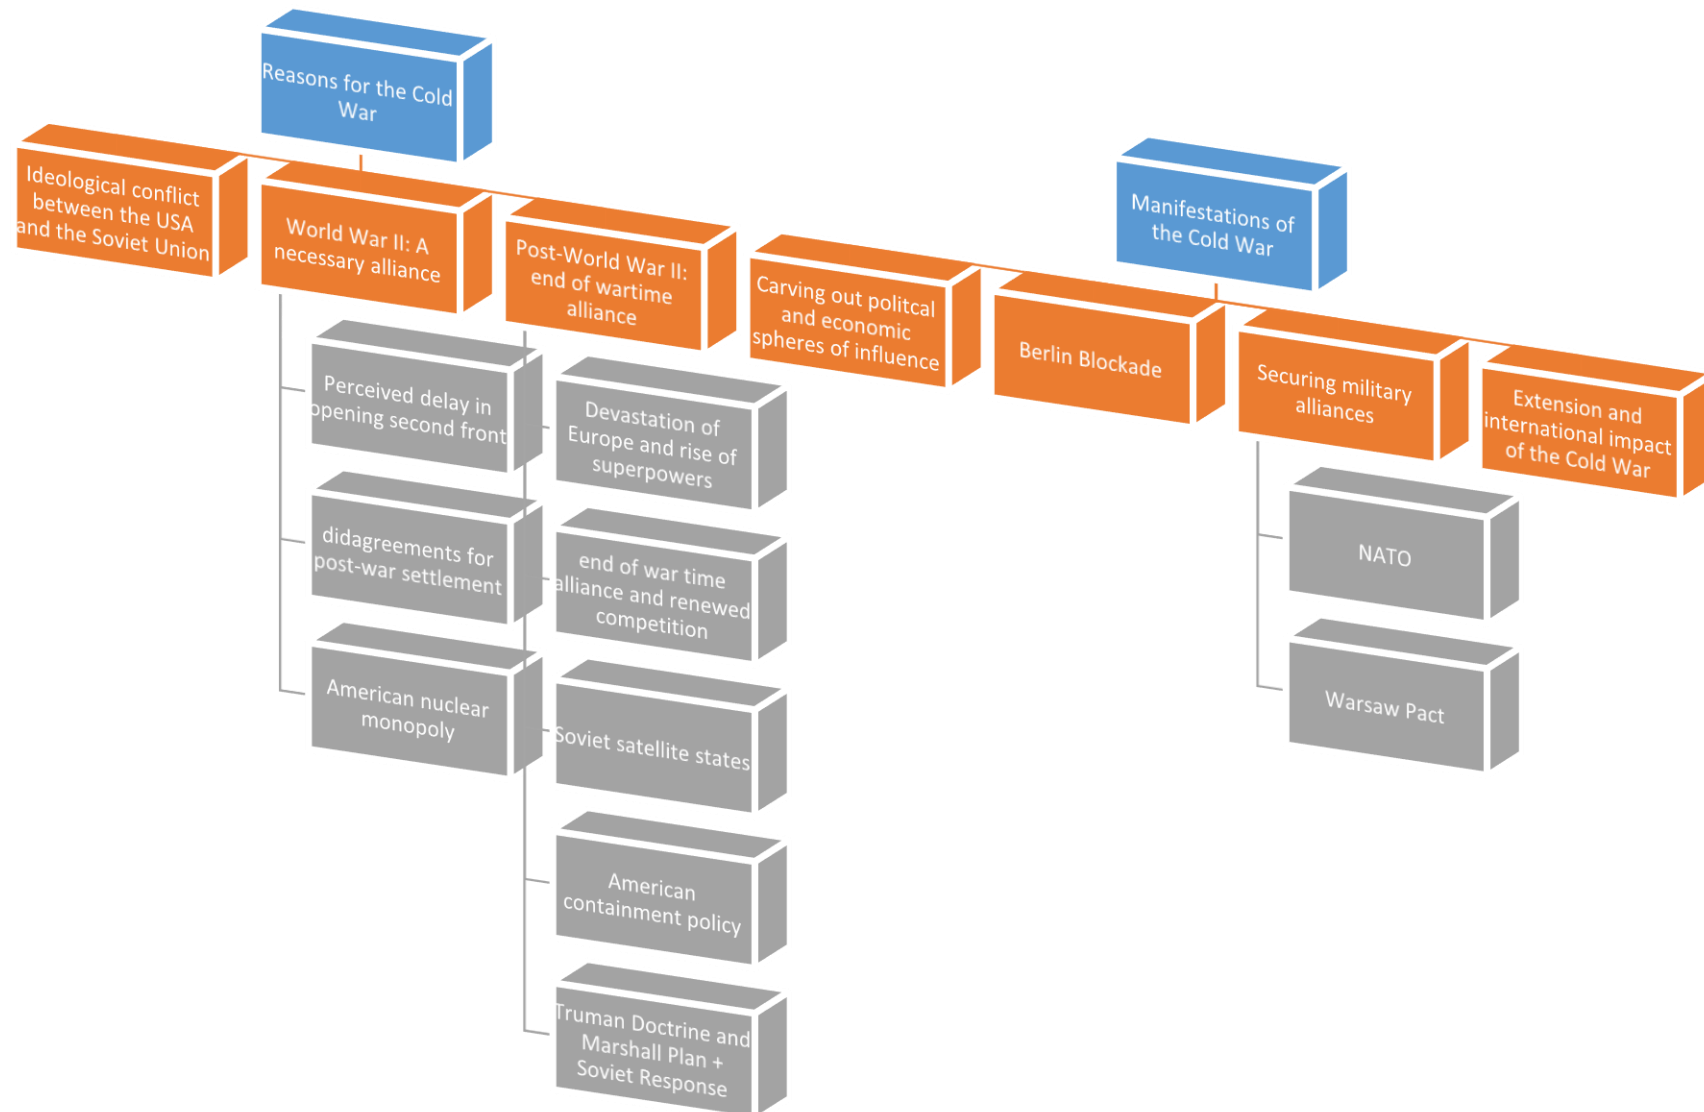 Reasons for the Cold
War
Ideological conflict
between the USA
and the Soviet Union
World War II: A
necessary alliance
Perceived delay in
opening second front
didagreements for
post-war settlement
American nuclear
monopoly
Post-World War II:
end of wartime
alliance
Devastation of
Europe and rise of
superpowers
end of war time
alliance and renewed
competition
Soviet satellite states
American
containment policy
Truman Doctrine and
Marshall Plan +
Soviet Response
Manifestations of
the Cold War
Carving out politcal
and economic
spheres of influence
Berlin Blockade
Securing military
alliances
NATO
Warsaw Pact
Extension and
international impact
of the Cold War